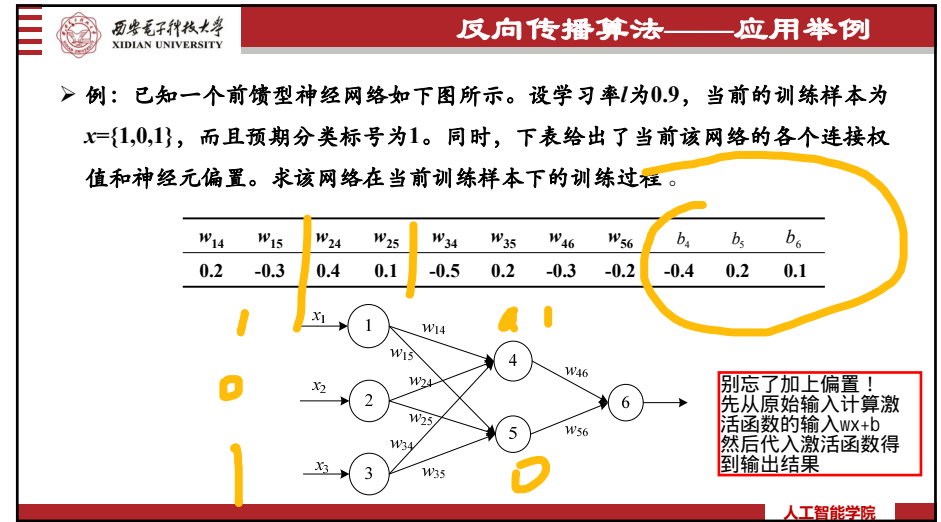 西安电子科技大学
XIDIAN UNIVERSITY
反向传播算法——应用举例
➢ 例：已知一个前馈型神经网络如下图所示。设学习率l为0.9，当前的训练样本为
x={1,0,1}，而且预期分类标号为1。同时，下表给出了当前该网络的各个连接权
值和神经元偏置。求该网络在当前训练样本下的训练过程。
w14 w15 w24 w25 w34 w35 w46 w56 b4 b5 b6
0.2 -0.3 0.4 0.1 -0.5 0.2 -0.3 -0.2 -0.4 0.2 0.1
1
x1
1
w14
1
w15
4
w46
0
x2
2
w24
6
w25
5
w56
w34
1
x3
3
w35
0
别忘了加上偏置！
先从原始输入计算激
活函数的输入wx+b
然后代入激活函数得
到输出结果
人工智能学院